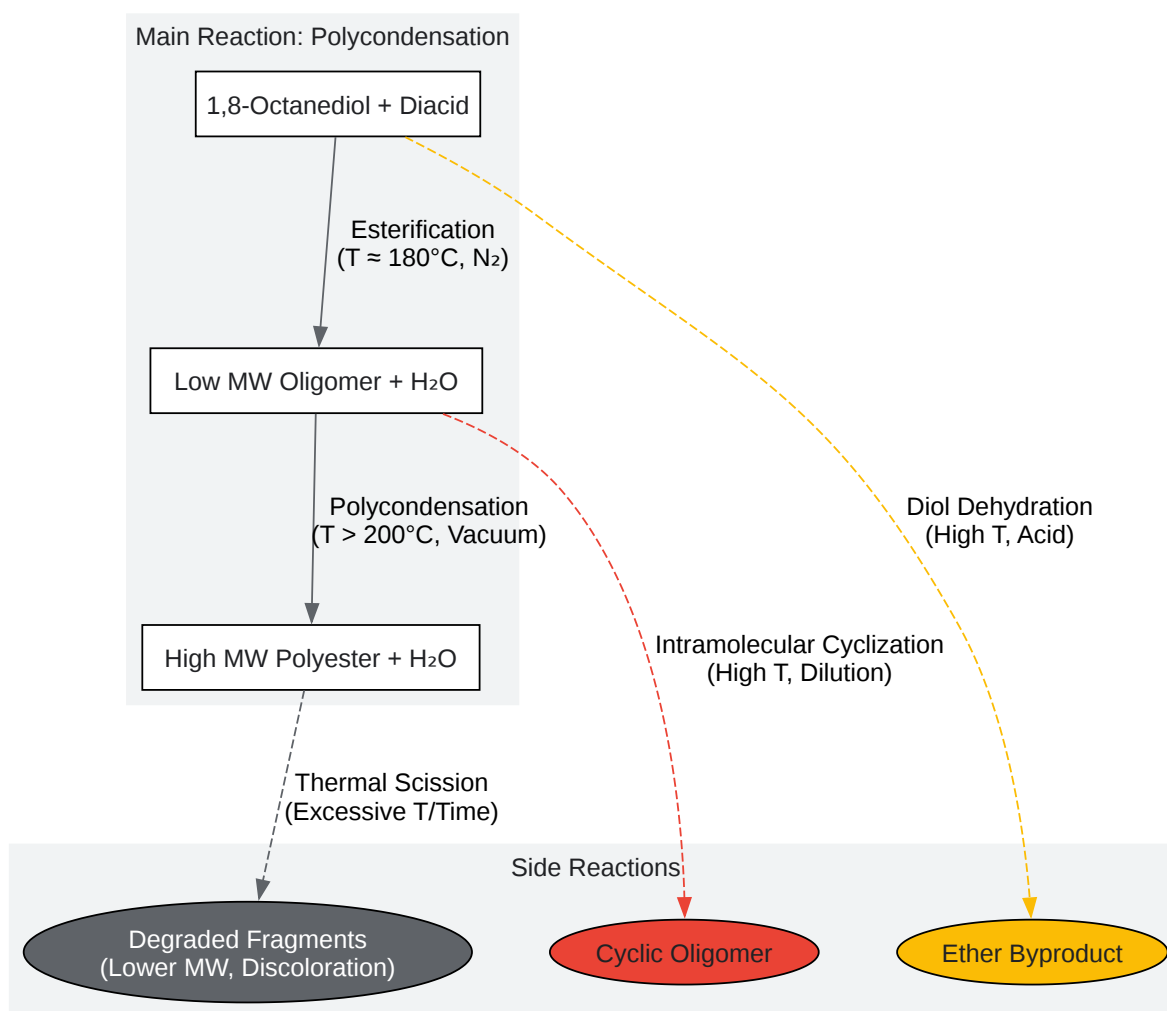 Main Reaction: Polycondensation
1,8-Octanediol + Diacid
Esterification
(T ≈ 180°C, N₂)
Low MW Oligomer + H₂O
Polycondensation
(T > 200°C, Vacuum)
Diol Dehydration
(High T, Acid)
High MW Polyester + H₂O
Intramolecular Cyclization
(High T, Dilution)
Thermal Scission
(Excessive T/Time)
Side Reactions
Degraded Fragments
(Lower MW, Discoloration)
Cyclic Oligomer
Ether Byproduct